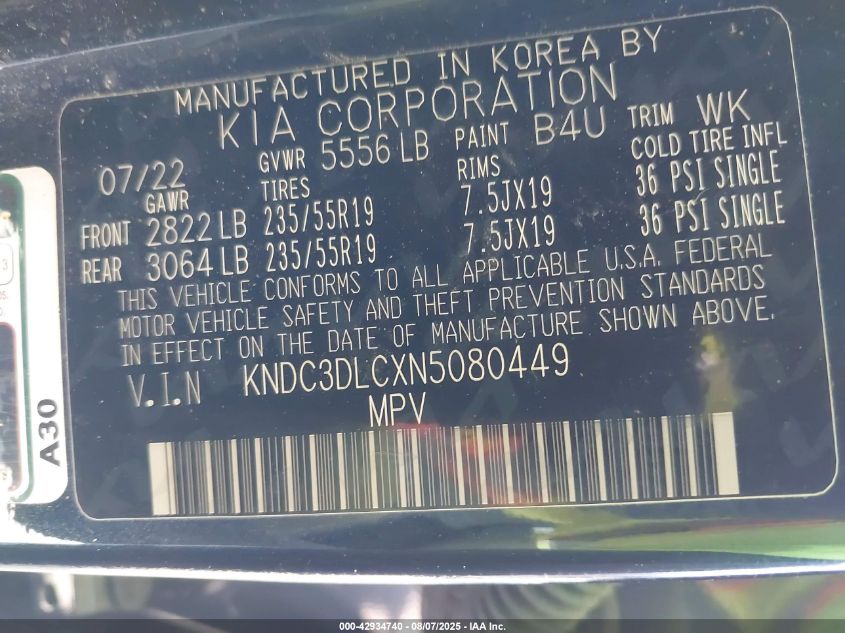 MANUFACTURED IN KOREA BY
KIA CORPORATION
07/22 GVWR 5556 LB PAINT B4U TRIM WK
GAWR TIRES RIMS COLD TIRE INFL
FRONT 2822 LB 235/55R19 7.5JX19 36 PSI SINGLE
REAR 3064 LB 235/55R19 7.5JX19 36 PSI SINGLE
THIS VEHICLE CONFORMS TO ALL APPLICABLE U.S.A. FEDERAL
MOTOR VEHICLE SAFETY AND THEFT PREVENTION STANDARDS
IN EFFECT ON THE DATE OF MANUFACTURE SHOWN ABOVE.
V.I.N KNDC3DLCXN5080449
MPV
A30
000-42934740 - 08/07/2025 - IAA Inc.